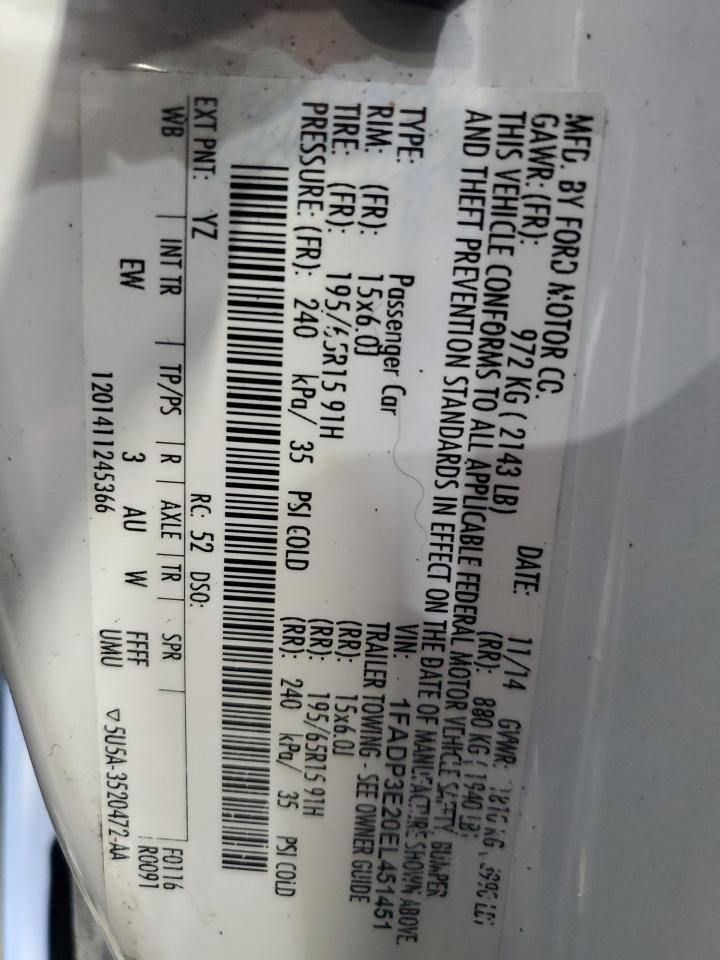 MFD. BY FORD MOTOR CO.
DATE: 11/14 GVWR:
GAWR: (FR): 972 KG ( 2143 LB) (RR): 880 KG ( 1940 LB)
THIS VEHICLE CONFORMS TO ALL APPLICABLE FEDERAL MOTOR VEHICLE SAFETY, BUMPER
AND THEFT PREVENTION STANDARDS IN EFFECT ON THE DATE OF MANUFACTURE SHOWN ABOVE.
VIN: 1FADP3E20EL451451
TYPE: Passenger Car TRAILER TOWING - SEE OWNER GUIDE
RIM: (FR): 15x6.0J (RR): 15x6.0J
TIRE: (FR): 195/65R15 91H (RR): 195/65R15 91H
PRESSURE: (FR): 240 kPa/ 35 PSI COLD (RR): 240 kPa/ 35 PSI COLD
EXT PNT: YZ RC: 52 DSO:
F0116
WB INT TR TP/PS R AXLE TR SPR
R0091
EW 3 AU W FFFF
UMU
1201411245366 ▽5U5A-3520472-AA